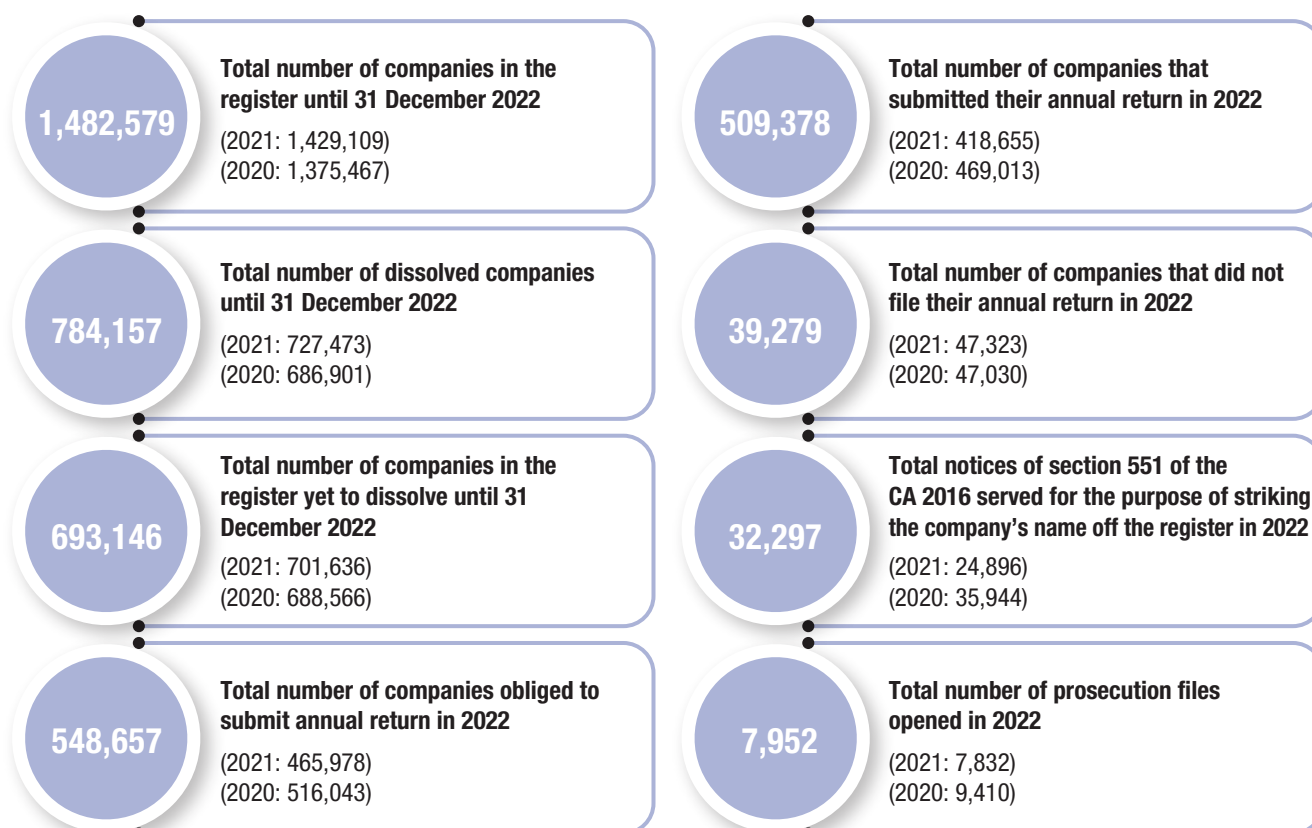 1,482,579
Total number of companies in the
register until 31 December 2022
(2021: 1,429,109)
(2020: 1,375,467)
784,157
Total number of dissolved companies
until 31 December 2022
(2021: 727,473)
(2020: 686,901)
693,146
Total number of companies in the
register yet to dissolve until 31
December 2022
(2021: 701,636)
(2020: 688,566)
548,657
Total number of companies obliged to
submit annual return in 2022
(2021: 465,978)
(2020: 516,043)
509,378
Total number of companies that
submitted their annual return in 2022
(2021: 418,655)
(2020: 469,013)
39,279
Total number of companies that did not
file their annual return in 2022
(2021: 47,323)
(2020: 47,030)
32,297
Total notices of section 551 of the
CA 2016 served for the purpose of striking
the company’s name off the register in 2022
(2021: 24,896)
(2020: 35,944)
7,952
Total number of prosecution files
opened in 2022
(2021: 7,832)
(2020: 9,410)